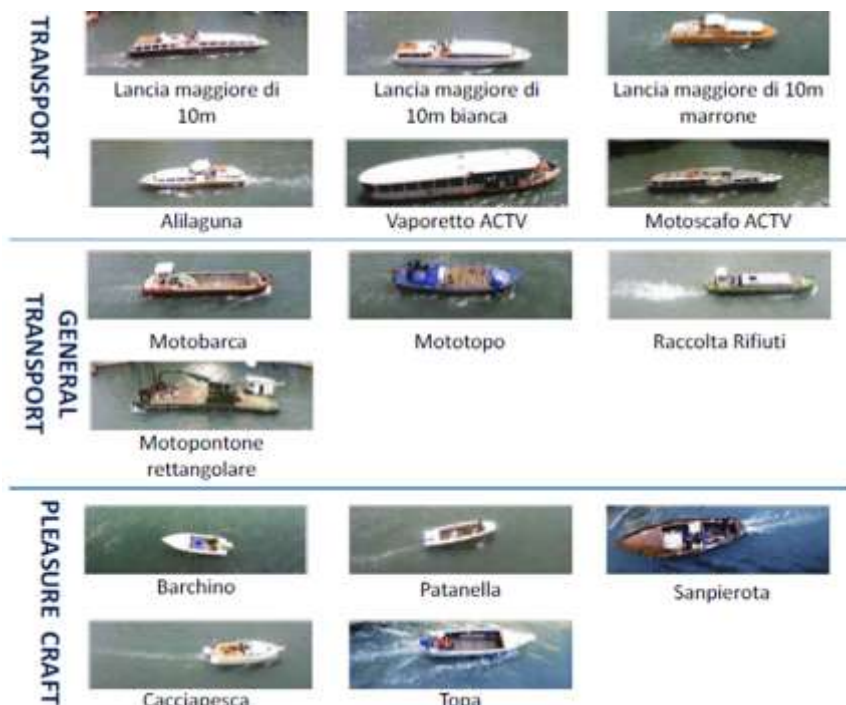 TRANSPORT
Lancia maggiore di
10m
Lancia maggiore di
10m bianca
Lancia maggiore di 10m
marrone
Alilaguna
Vaporetto ACTV
Motoscafo ACTV
GENERAL
TRANSPORT
Motobarca
Mototopo
Raccolta Rifiuti
Motopontone
rettangolare
PLEASURE CRAFT
Barchino
Patanella
Sanpierota
Cacciapesca
Topa